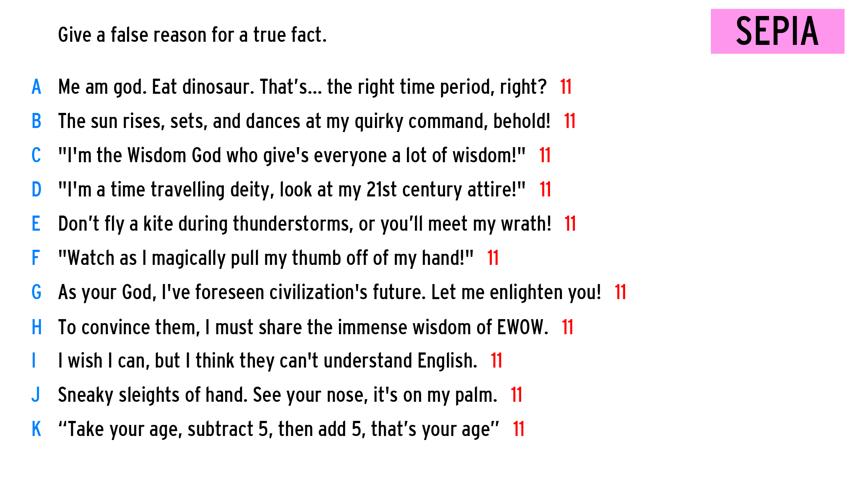 Give a false reason for a true fact.
SEPIA
A Me am god. Eat dinosaur. That's... the right time period, right? 11
B The sun rises, sets, and dances at my quirky command, behold! 11
C "I'm the Wisdom God who give's everyone a lot of wisdom!" 11
D "I'm a time travelling deity, look at my 21st century attire!" 11
E Don't fly a kite during thunderstorms, or you'll meet my wrath! 11
F "Watch as I magically pull my thumb off of my hand!" 11
G As your God, I've foreseen civilization's future. Let me enlighten you! 11
H To convince them, I must share the immense wisdom of EWOW. 11
I I wish I can, but I think they can't understand English. 11
J Sneaky sleights of hand. See your nose, it's on my palm. 11
K “Take your age, subtract 5, then add 5, that's your age” 11